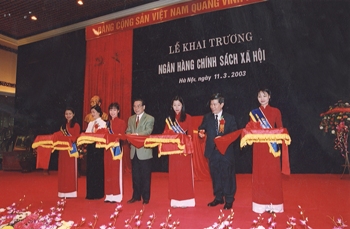 ĐẢNG CỘNG SẢN VIỆT NAM QUANG VINH
LỄ KHAI TRƯƠNG
NGÂN HÀNG CHÍNH SÁCH XÃ HỘI
Hà Nội, ngày 11.3.2003